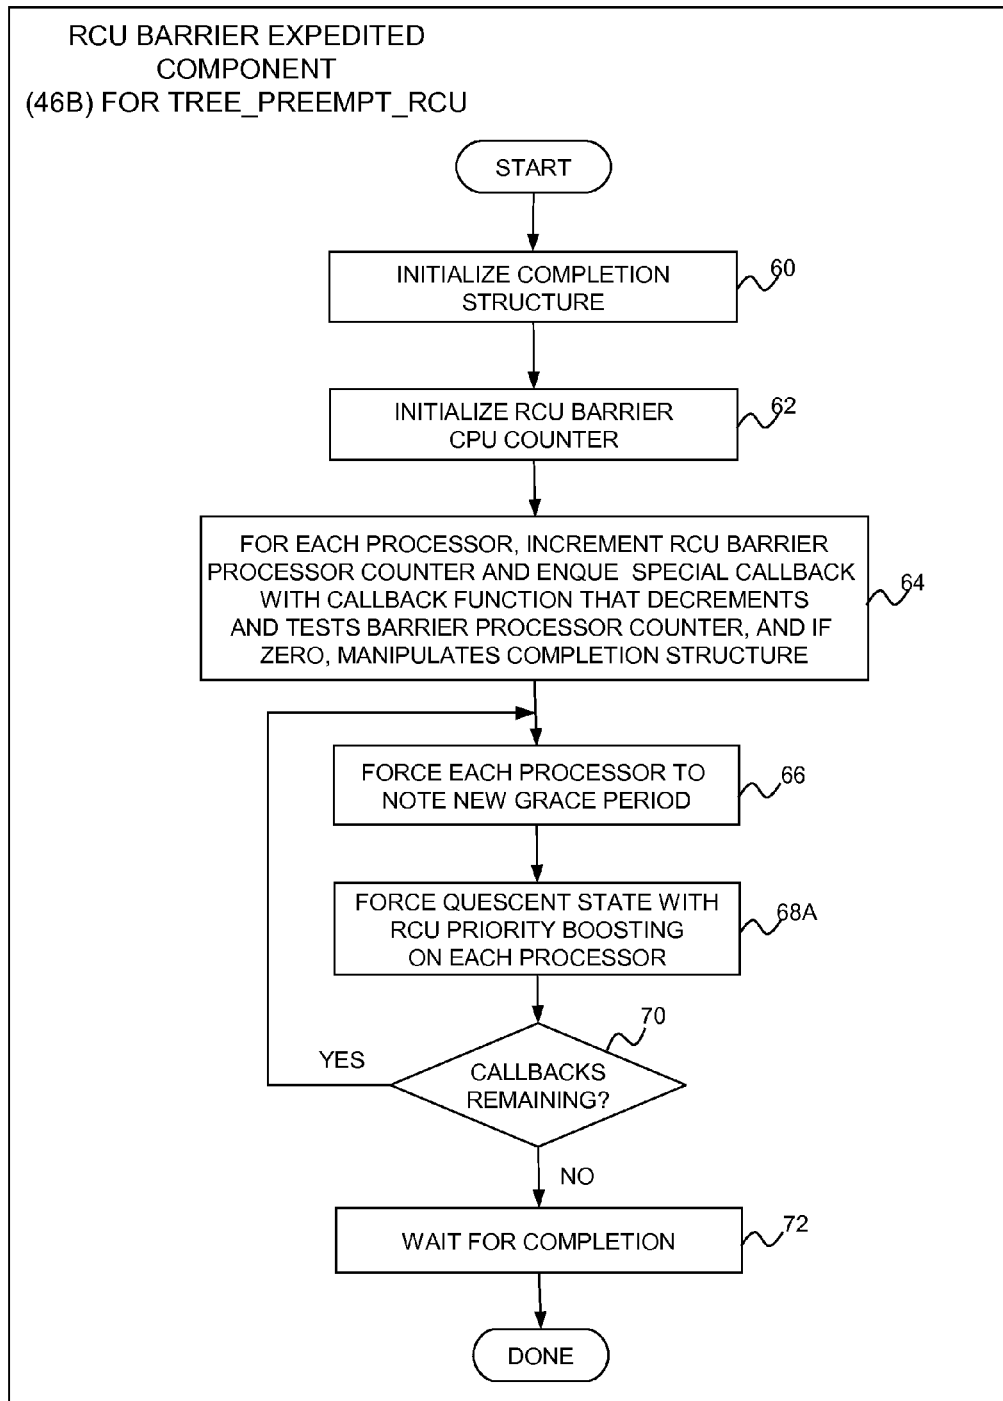 RCU BARRIER EXPEDITED
COMPONENT
(46B) FOR TREE_PREEMPT_RCU
START
INITIALIZE COMPLETION
STRUCTURE
60
INITIALIZE RCU BARRIER
CPU COUNTER
62
FOR EACH PROCESSOR, INCREMENT RCU BARRIER
PROCESSOR COUNTER AND ENQUE SPECIAL CALLBACK
WITH CALLBACK FUNCTION THAT DECREMENTS
AND TESTS BARRIER PROCESSOR COUNTER, AND IF
ZERO, MANIPULATES COMPLETION STRUCTURE
64
FORCE EACH PROCESSOR TO
NOTE NEW GRACE PERIOD
66
FORCE QUESCENT STATE WITH
RCU PRIORITY BOOSTING
ON EACH PROCESSOR
68A
70
YES
CALLBACKS
REMAINING?
NO
WAIT FOR COMPLETION
72
DONE